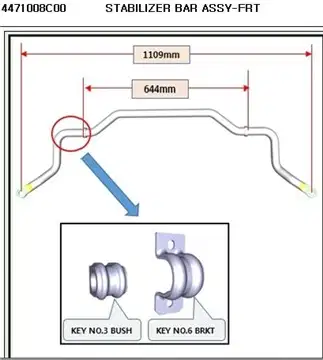 4471008C00 STABILIZER BAR ASSY-FRT
1109mm
644mm
KEY NO.3 BUSH KEY NO.6 BRKT